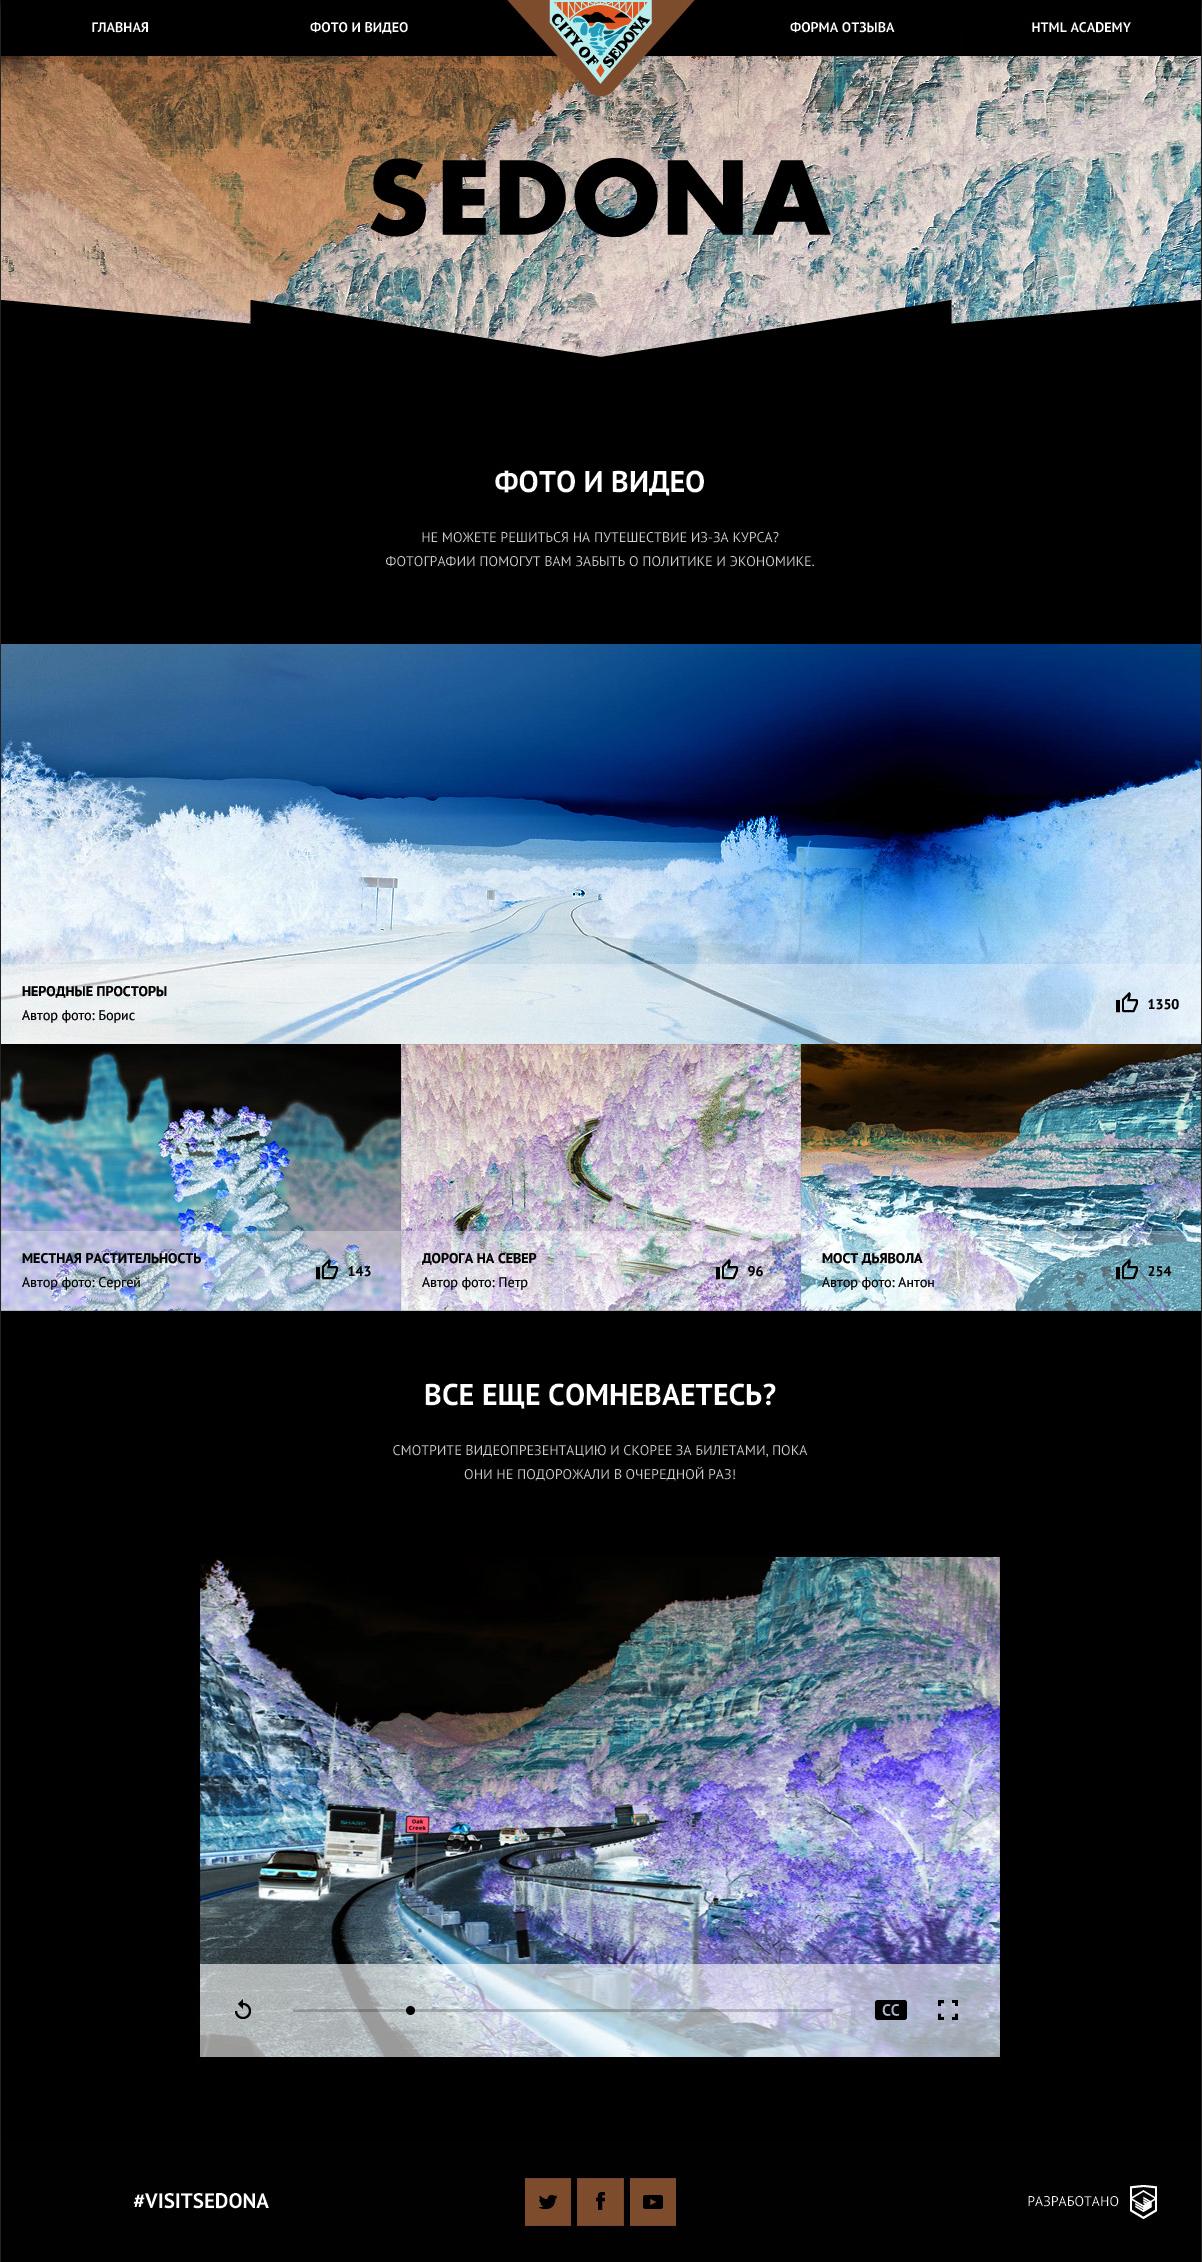 ГЛАВНАЯ
ФОТО И ВИДЕО
CITY OF SEDONA
ФОРМА ОТЗЫВА
HTML ACADEMY
SEDONA
ФОТО И ВИДЕО
НЕ МОЖЕТЕ РЕШИТЬСЯ НА ПУТЕШЕСТВИЕ ИЗ-ЗА КУРСА?
ФОТОГРАФИИ ПОМОГУТ ВАМ ЗАБЫТЬ О ПОЛИТИКЕ И ЭКОНОМИКЕ.
НЕРОДНЫЕ ПРОСТОРЫ
Автор фото: Борис
1350
МЕСТНАЯ РАСТИТЕЛЬНОСТЬ
Автор фото: Сергей
143
ДОРОГА НА СЕВЕР
Автор фото: Петр
96
МОСТ ДЬЯВОЛА
Автор фото: Антон
254
ВСЕ ЕЩЕ СОМНЕВАЕТЕСЬ?
СМОТРИТЕ ВИДЕОПРЕЗЕНТАЦИЮ И СКОРЕЕ ЗА БИЛЕТАМИ, ПОКА
ОНИ НЕ ПОДОРОЖАЛИ В ОЧЕРЕДНОЙ РАЗ!
SHARP
Oak
Creek
CC
#VISITSEDONA
РАЗРАБОТАНО